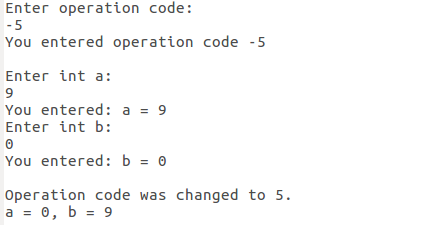 Enter operation code:
-5
You entered operation code -5
Enter int a:
9
You entered: a = 9
Enter int b:
0
You entered: b = 0
Operation code was changed to 5.
a = 0, b = 9